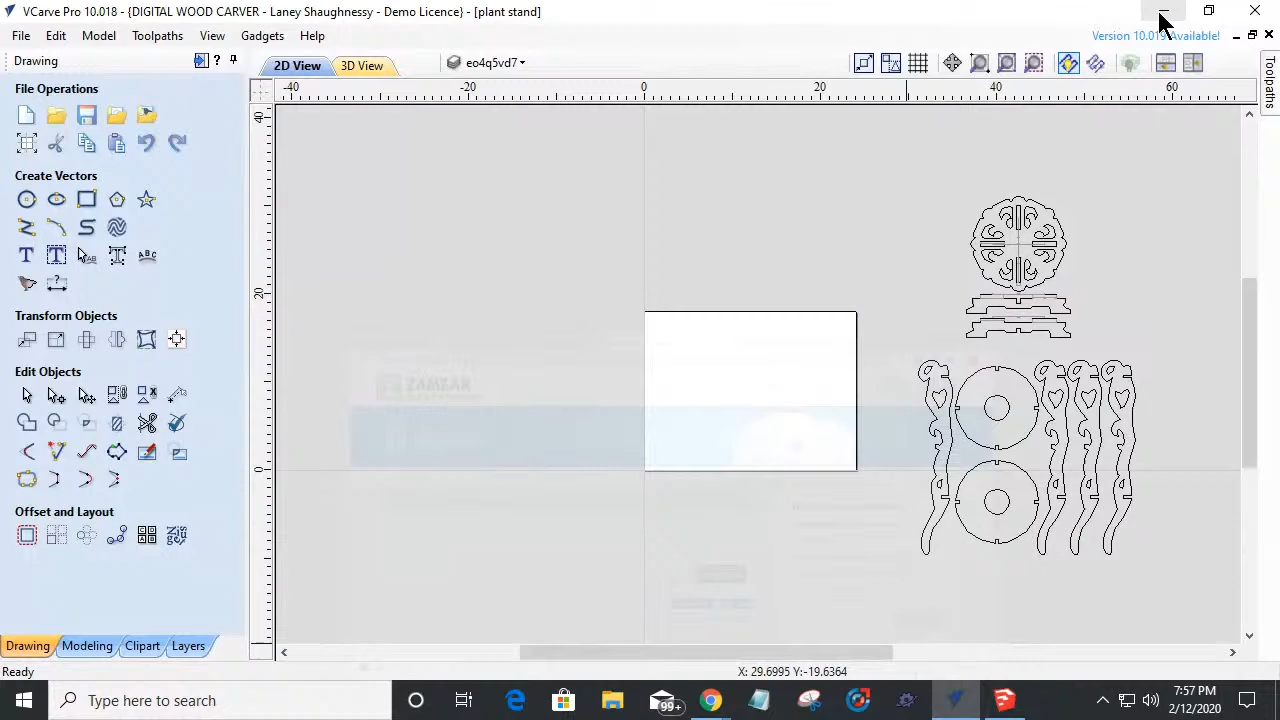 VCarve Pro 10.018 - {DIGITAL WOOD CARVER - Laney Shaughnessy - Demo Licence} - [plant stand]
File Edit Model Toolpaths View Gadgets Help
Version 10.019 Available!
Drawing
2D View 3D View
eo4q5vd7
Toolpaths
File Operations
-40 -20 0 20 40 60
40
20
0
Create Vectors
Transform Objects
Edit Objects
Offset and Layout
ZAMZAR
Drawing Modeling Clipart Layers
Ready
X: 29.6995 Y:-19.6364
Type here to search
99+
7:57 PM
2/12/2020